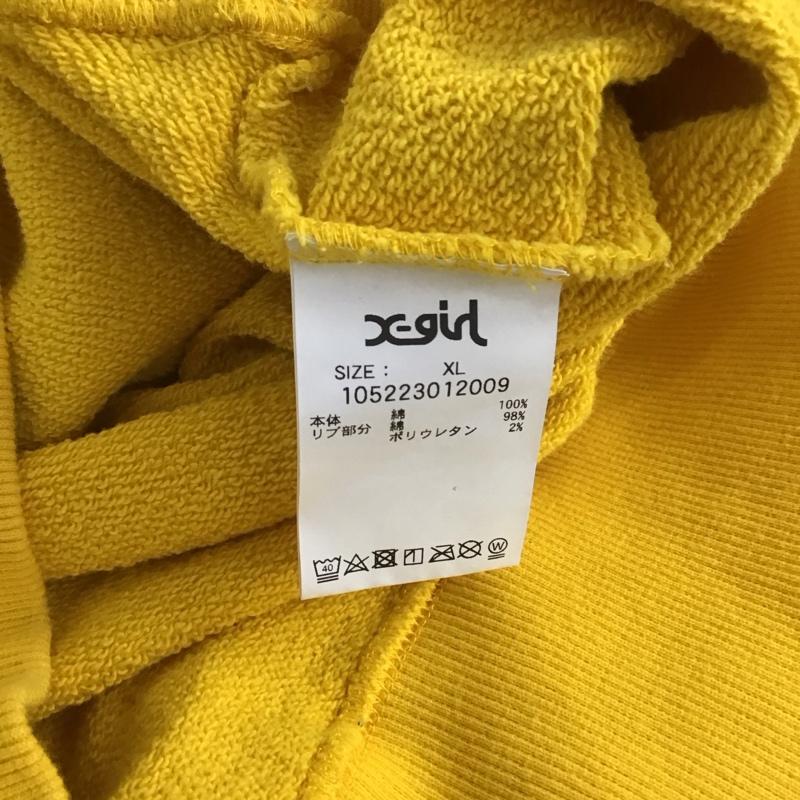 X-girl
SIZE : XL
105223012009
本体 綿 100%
リブ部分 綿 98%
ポリウレタン 2%
40 W